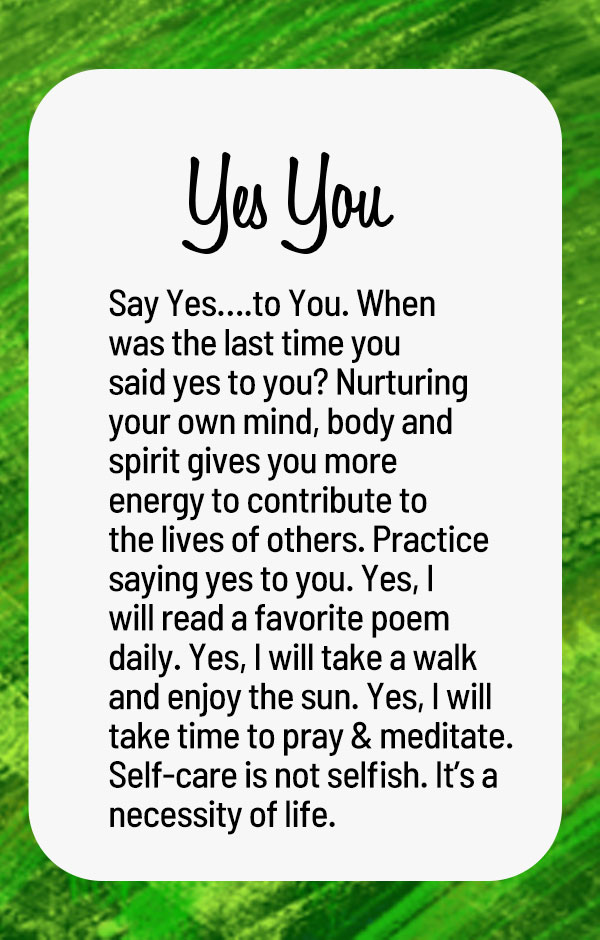 Yes You
Say Yes....to You. When
was the last time you
said yes to you? Nurturing
your own mind, body and
spirit gives you more
energy to contribute to
the lives of others. Practice
saying yes to you. Yes, I
will read a favorite poem
daily. Yes, I will take a walk
and enjoy the sun. Yes, I will
take time to pray & meditate.
Self-care is not selfish. It’s a
necessity of life.